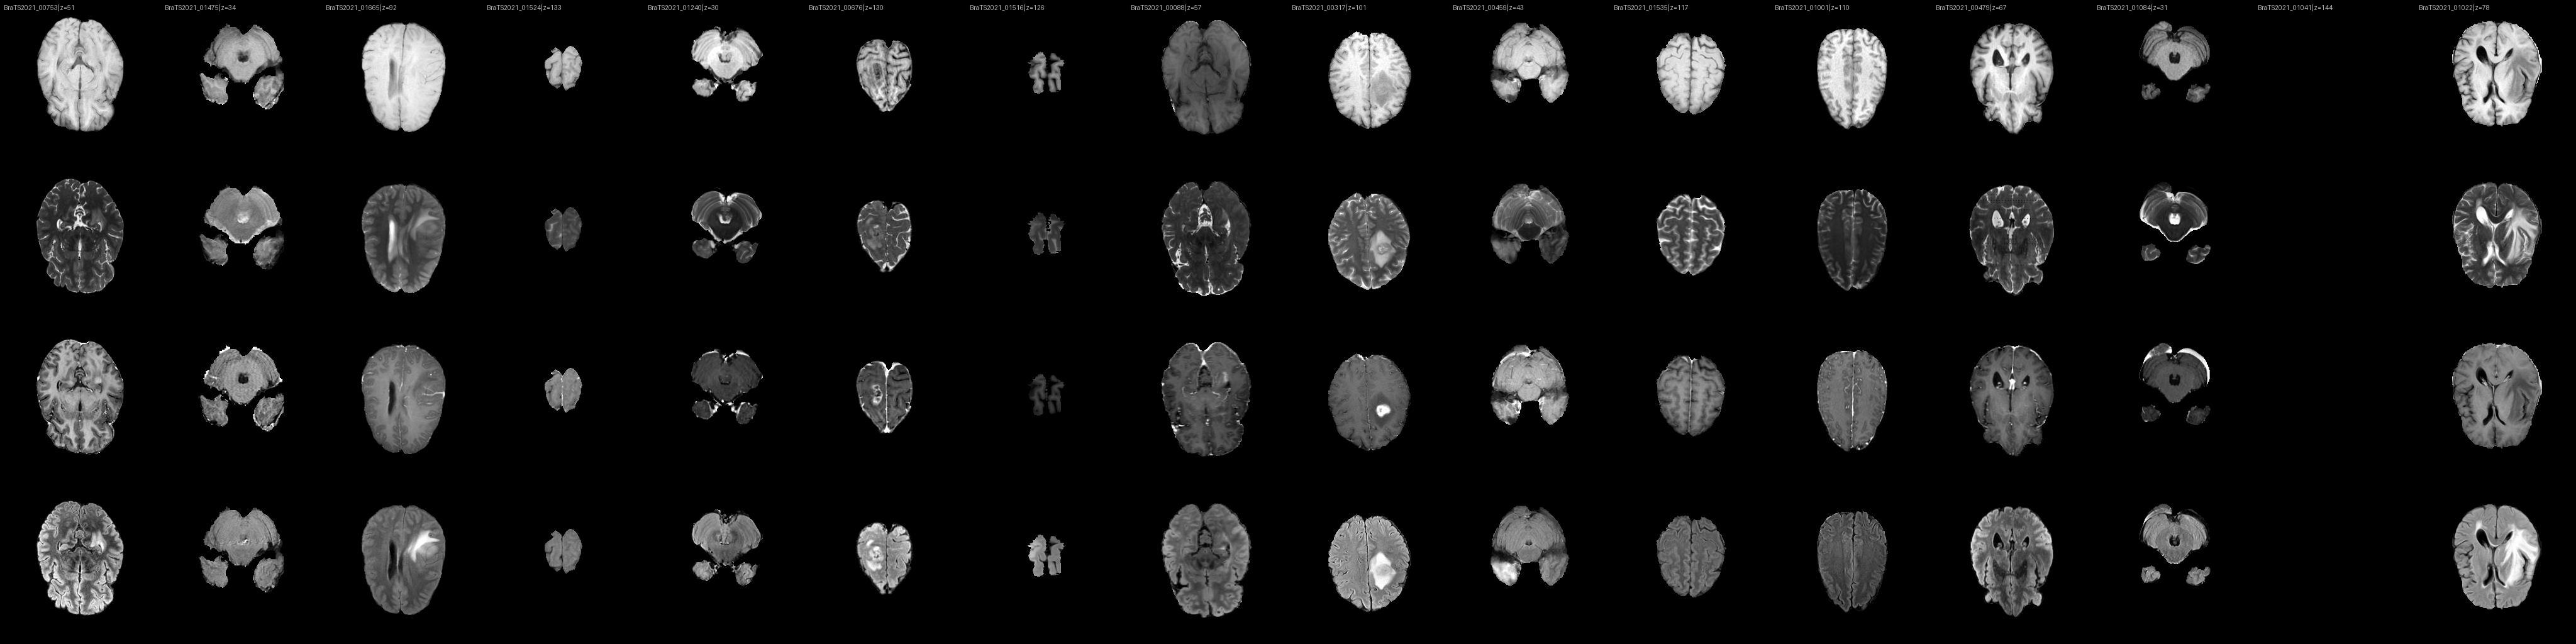 BraTS2021_00753|z=51
BraTS2021_01475|z=34
BraTS2021_01665|z=92
BraTS2021_01524|z=133
BraTS2021_01240|z=30
BraTS2021_00676|z=130
BraTS2021_01516|z=126
BraTS2021_00088|z=57
BraTS2021_00317|z=101
BraTS2021_00459|z=43
BraTS2021_01535|z=117
BraTS2021_01001|z=110
BraTS2021_00479|z=67
BraTS2021_01084|z=31
BraTS2021_01041|z=144
BraTS2021_01022|z=78